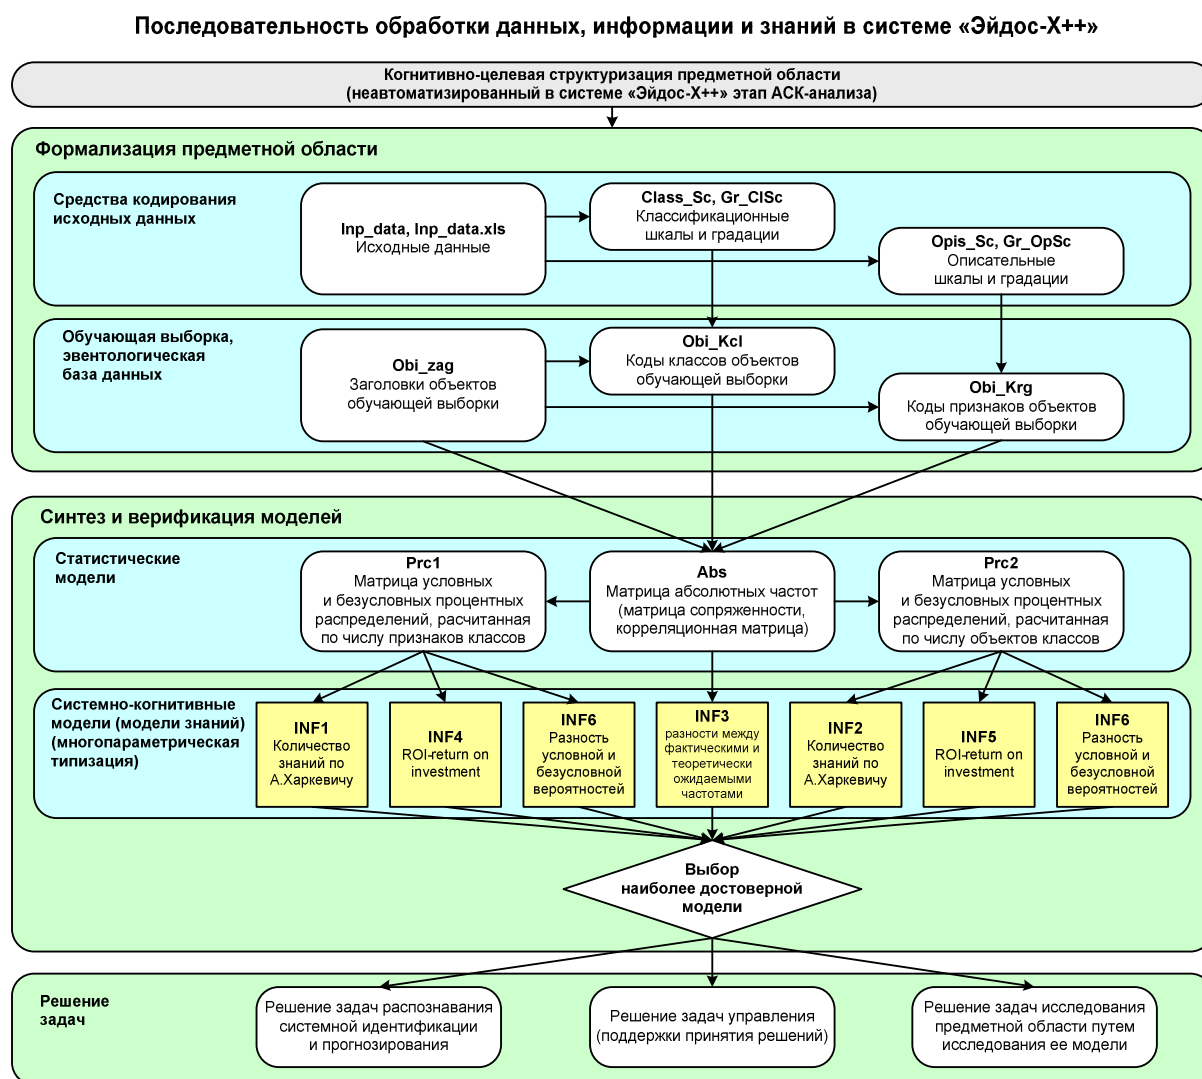 Последовательность обработки данных, информации и знаний в системе «Эйдос-X++»
Когнитивно-целевая структуризация предметной области
(неавтоматизированный в системе «Эйдос-X++» этап АСК-анализа)
Формализация предметной области
Средства кодирования
исходных данных
Inp_data, Inp_data.xls
Исходные данные
Class_Sc, Gr_ClSc
Классификационные
шкалы и градации
Opis_Sc, Gr_OpSc
Описательные
шкалы и градации
Обучающая выборка,
эвентологическая
база данных
Obi_zag
Заголовки объектов
обучающей выборки
Obi_Kcl
Коды классов объектов
обучающей выборки
Obi_Krg
Коды признаков объектов
обучающей выборки
Синтез и верификация моделей
Статистические
модели
Prc1
Матрица условных
и безусловных процентных
распределений, расчитанная
по числу признаков классов
Abs
Матрица абсолютных частот
(матрица сопряженности,
корреляционная матрица)
Prc2
Матрица условных
и безусловных процентных
распределений, расчитанная
по числу объектов классов
Системно-когнитивные
модели (модели знаний)
(многопараметрическая
типизация)
INF1
Количество
знаний по
А.Харкевичу
INF4
ROI-return on
investment
INF6
Разность
условной и
безусловной
вероятностей
INF3
разности между
фактическими и
теоретически
ожидаемыми
частотами
INF2
Количество
знаний по
А.Харкевичу
INF5
ROI-return on
investment
INF6
Разность
условной и
безусловной
вероятностей
Выбор
наиболее достоверной
модели
Решение
задач
Решение задач распознавания
системной идентификации
и прогнозирования
Решение задач управления
(поддержки принятия решений)
Решение задач исследования
предметной области путем
исследования ее модели